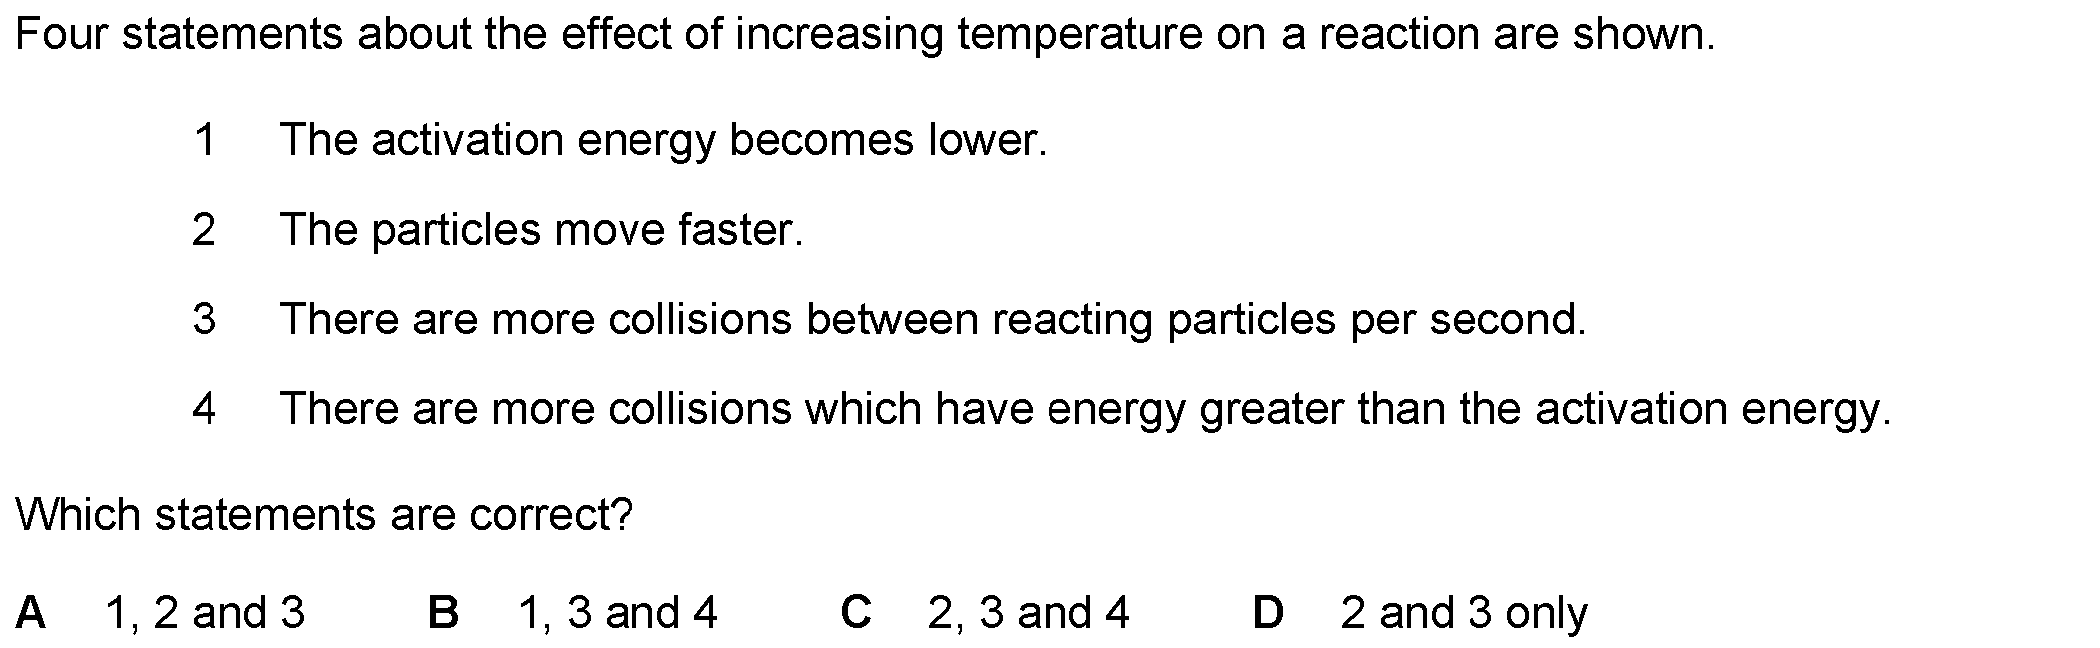 Four statements about the effect of increasing temperature on a reaction are shown.
1 The activation energy becomes lower.
2 The particles move faster.
3 There are more collisions between reacting particles per second.
4 There are more collisions which have energy greater than the activation energy.
Which statements are correct?
A 1, 2 and 3 B 1, 3 and 4 C 2, 3 and 4 D 2 and 3 only